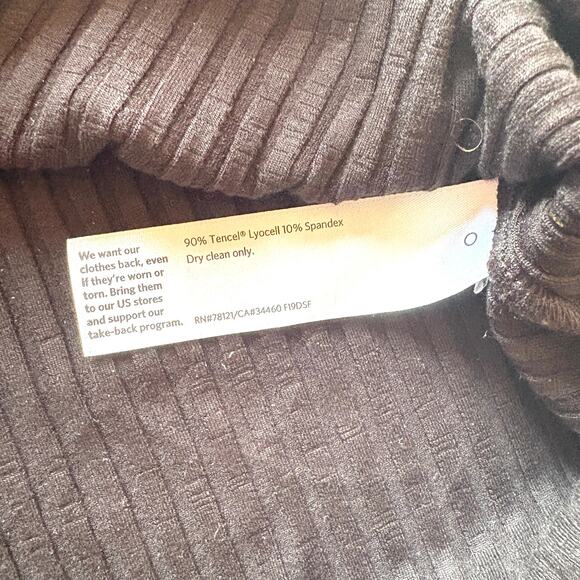 We want our
clothes back, even
if they're worn or
torn. Bring them
to our US stores
and support our
take-back program.
90% Tencel® Lyocell 10% Spandex
Dry clean only.
RN#78121/CA#34460 F19DSF